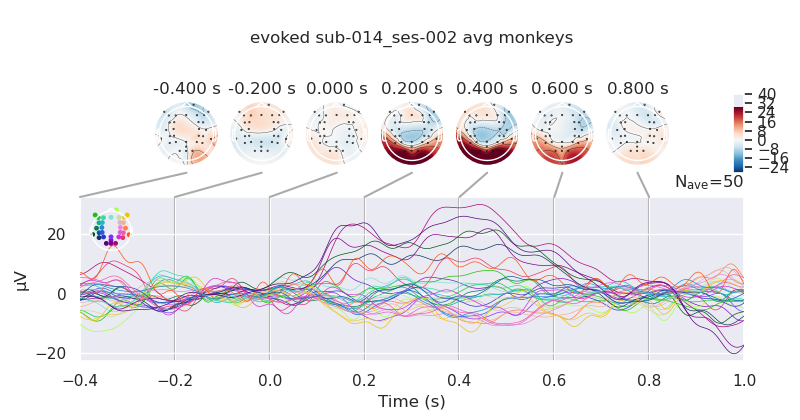 evoked sub-014_ses-002 avg monkeys
-0.400 s -0.200 s 0.000 s 0.200 s 0.400 s 0.600 s 0.800 s
40
32
24
16
8
0
−8
−16
−24
Nave=50
μV
20
0
−20
−0.4 −0.2 0.0 0.2 0.4 0.6 0.8 1.0
Time (s)